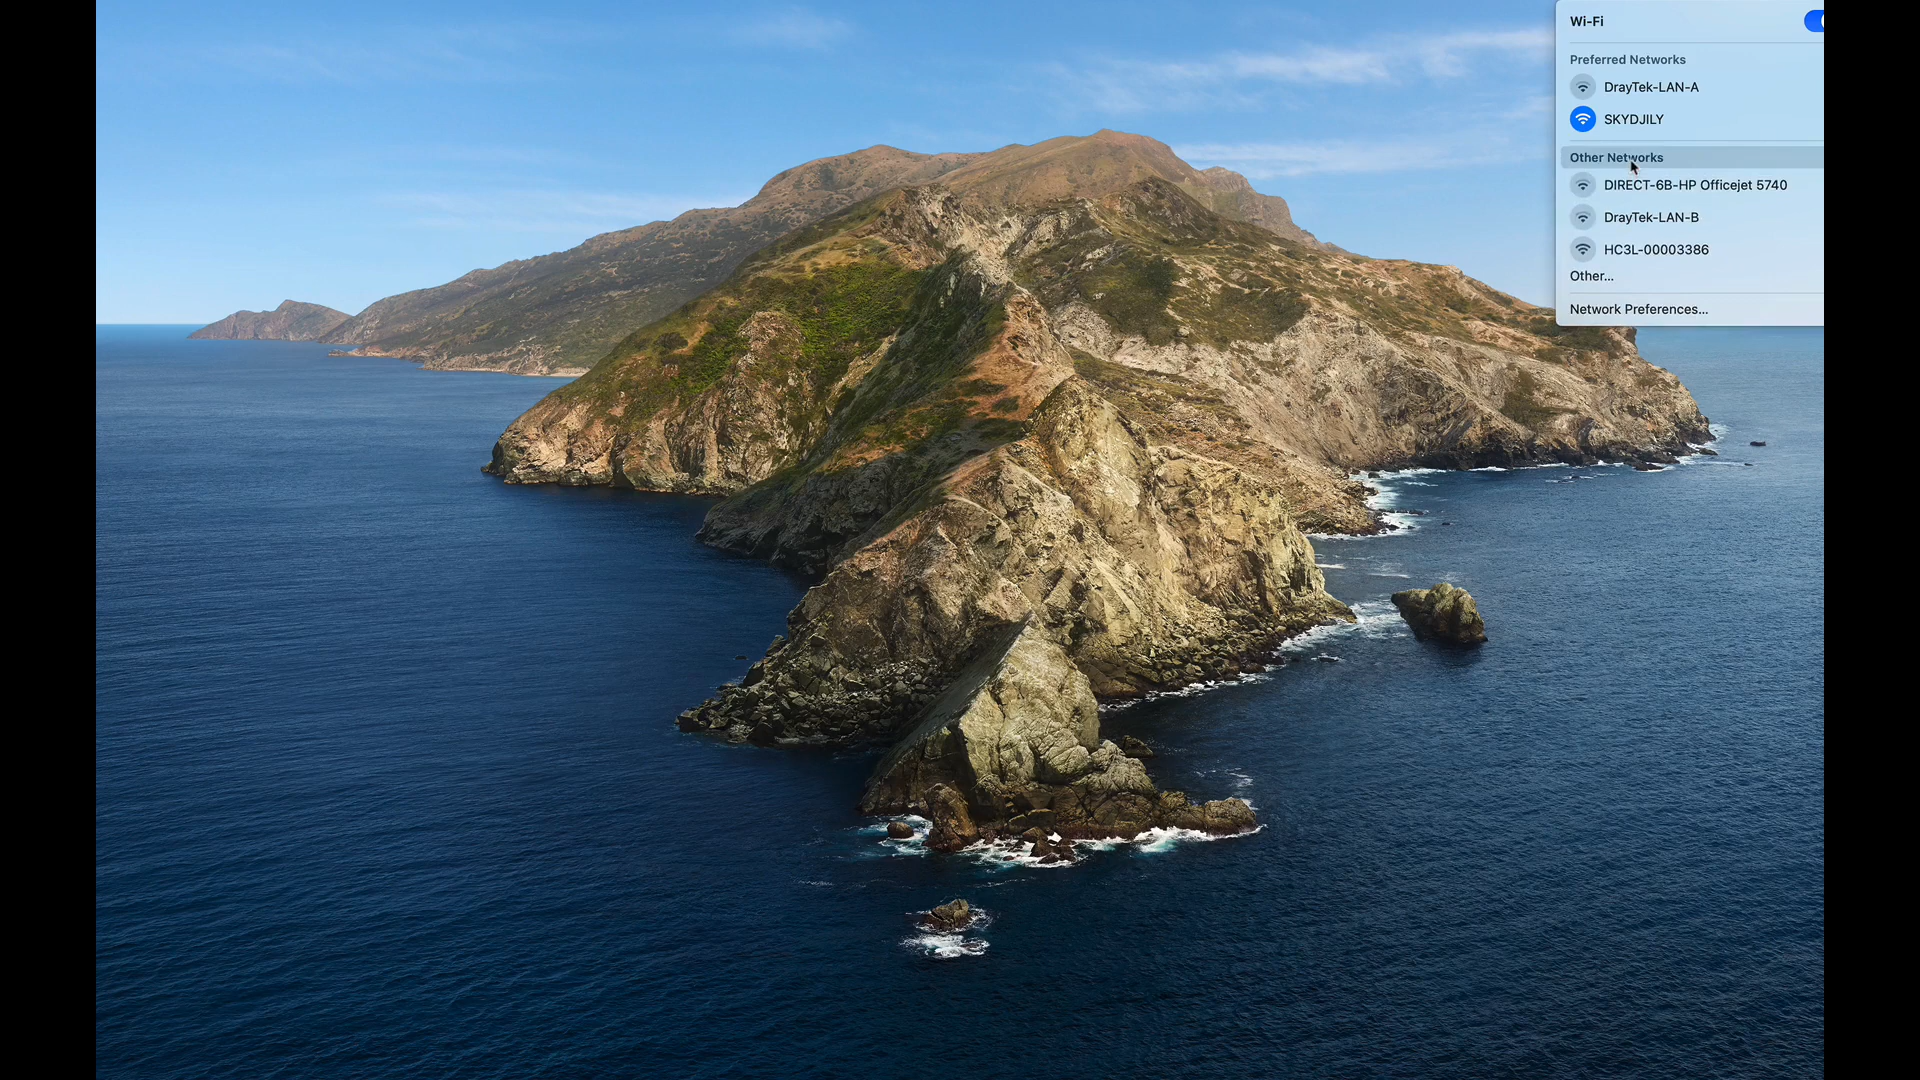 Wi-Fi
Preferred Networks
DrayTek-LAN-A
SKYDJILY
Other Networks
DIRECT-6B-HP Officejet 5740
DrayTek-LAN-B
HC3L-00003386
Other...
Network Preferences...